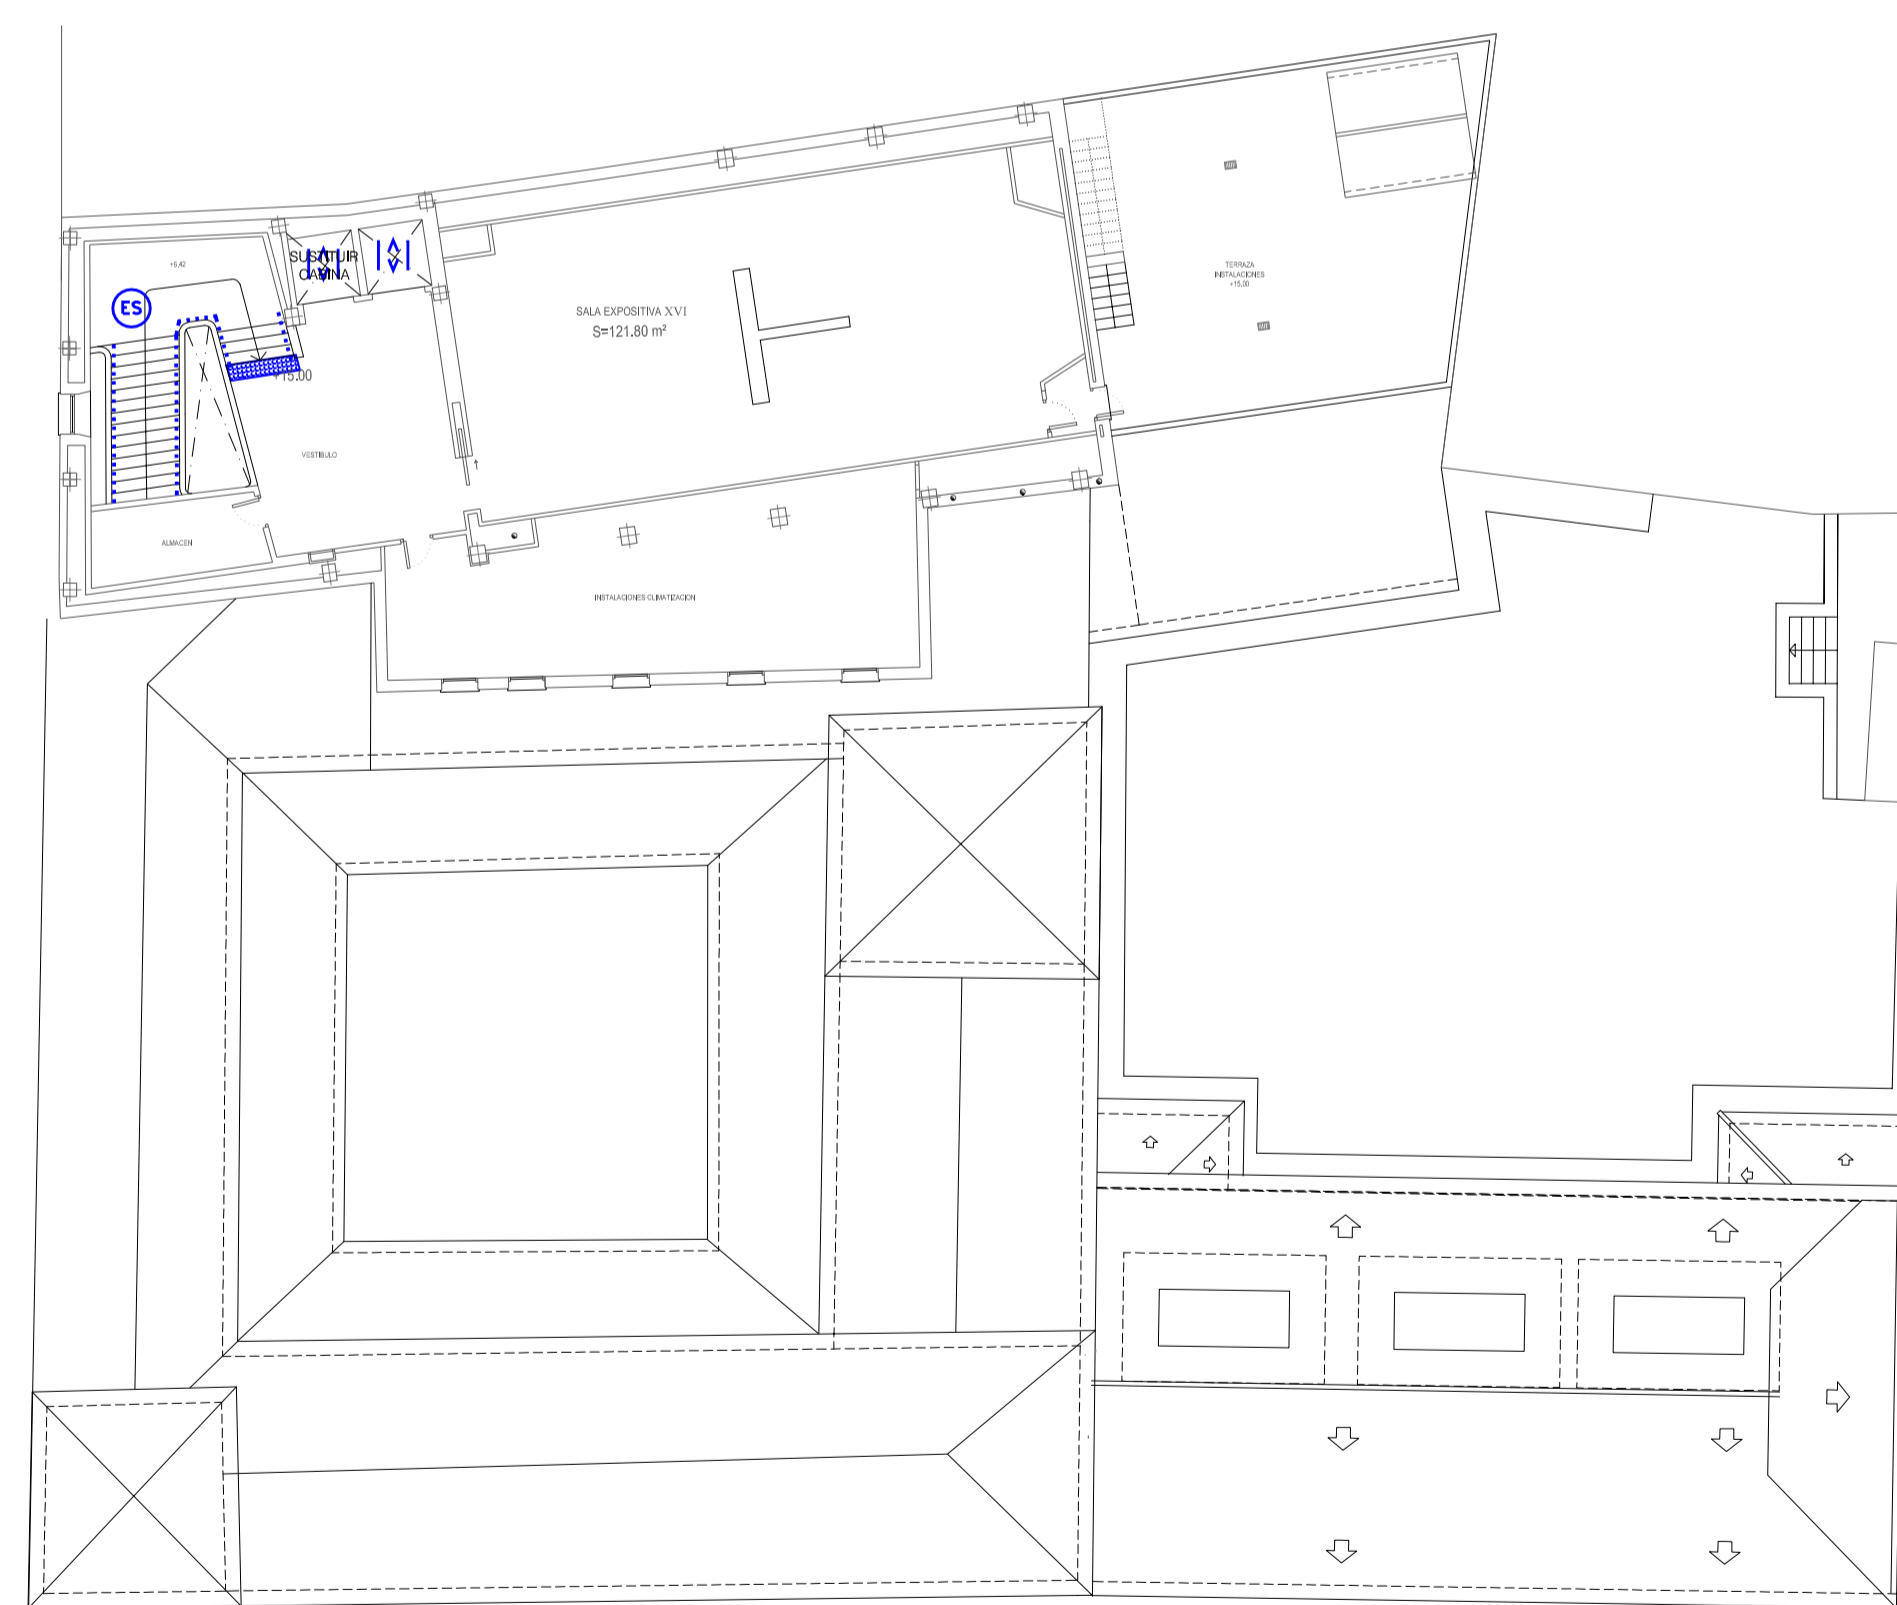 SUSTITUIR
CABINA
+6,42
ES
TERRAZA
INSTALACIONES
+15.00
SALA EXPOSITIVA XVI
S=121.80 m²
+15.00
VESTIBULO
ALMACEN
INSTALACIONES CLIMATIZACION